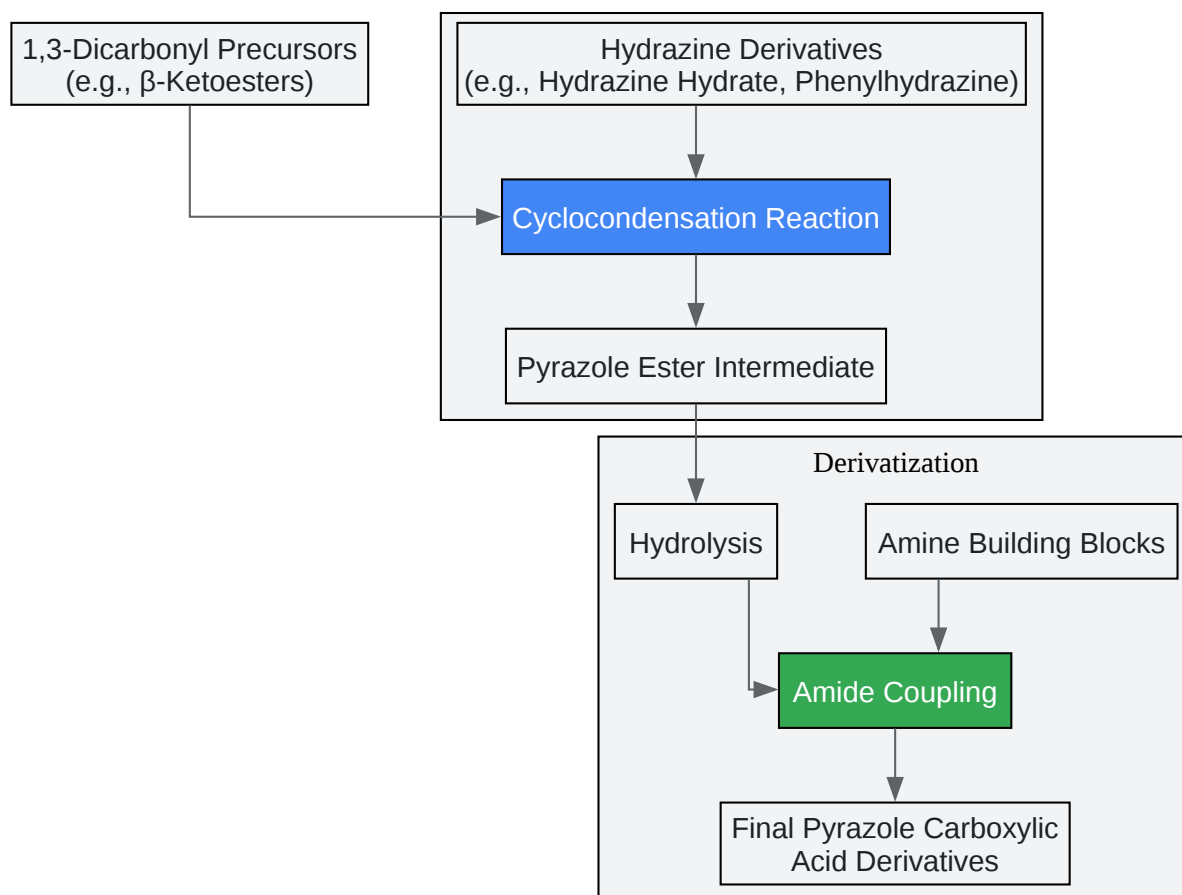 1,3-Dicarbonyl Precursors
(e.g., β-Ketoesters)
Hydrazine Derivatives
(e.g., Hydrazine Hydrate, Phenylhydrazine)
Cyclocondensation Reaction
Pyrazole Ester Intermediate
Derivatization
Hydrolysis
Amine Building Blocks
Amide Coupling
Final Pyrazole Carboxylic
Acid Derivatives